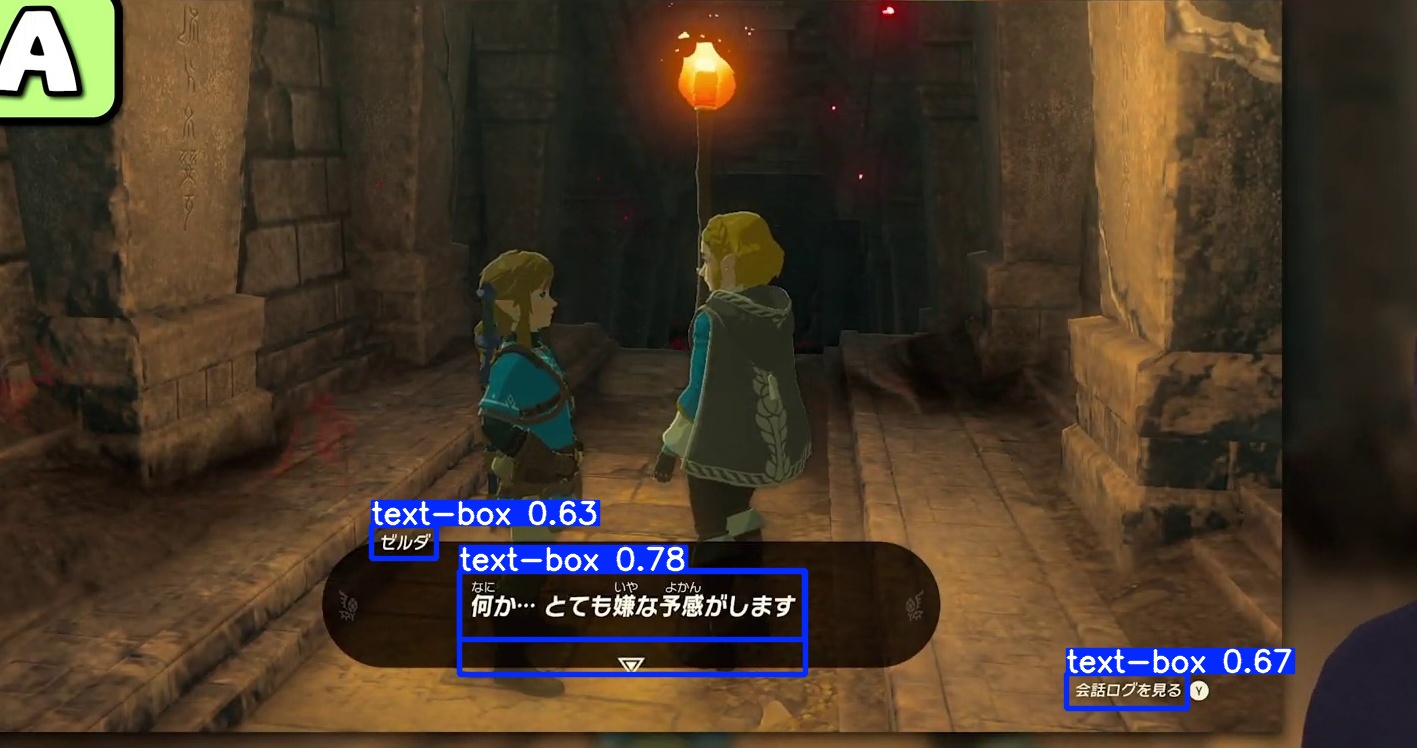 A
text-box 0.63
ゼルダ
text-box 0.78
なに いや よかん
何か… とても嫌な予感がします
text-box 0.67
会話ログを見る Y